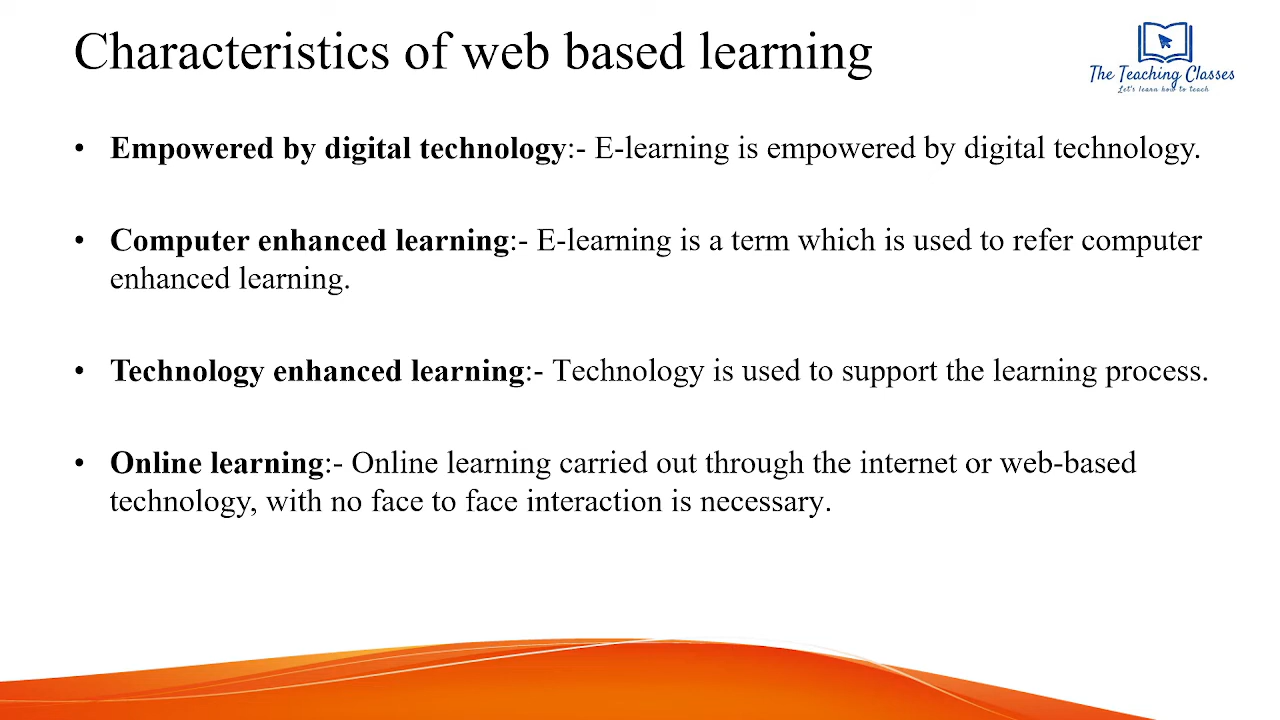 Characteristics of web based learning
The Teaching Classes
Let's learn how to teach
• Empowered by digital technology:- E-learning is empowered by digital technology.
• Computer enhanced learning:- E-learning is a term which is used to refer computer
enhanced learning.
• Technology enhanced learning:- Technology is used to support the learning process.
• Online learning:- Online learning carried out through the internet or web-based
technology, with no face to face interaction is necessary.